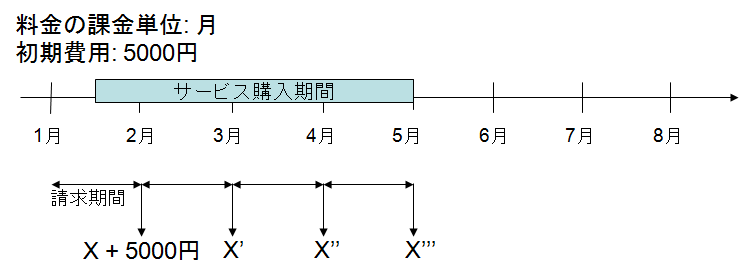 料金の課金単位: 月
初期費用: 5000円
サービス購入期間
1月 2月 3月 4月 5月 6月 7月 8月
請求期間
X + 5000円 X’ X’’ X’’’